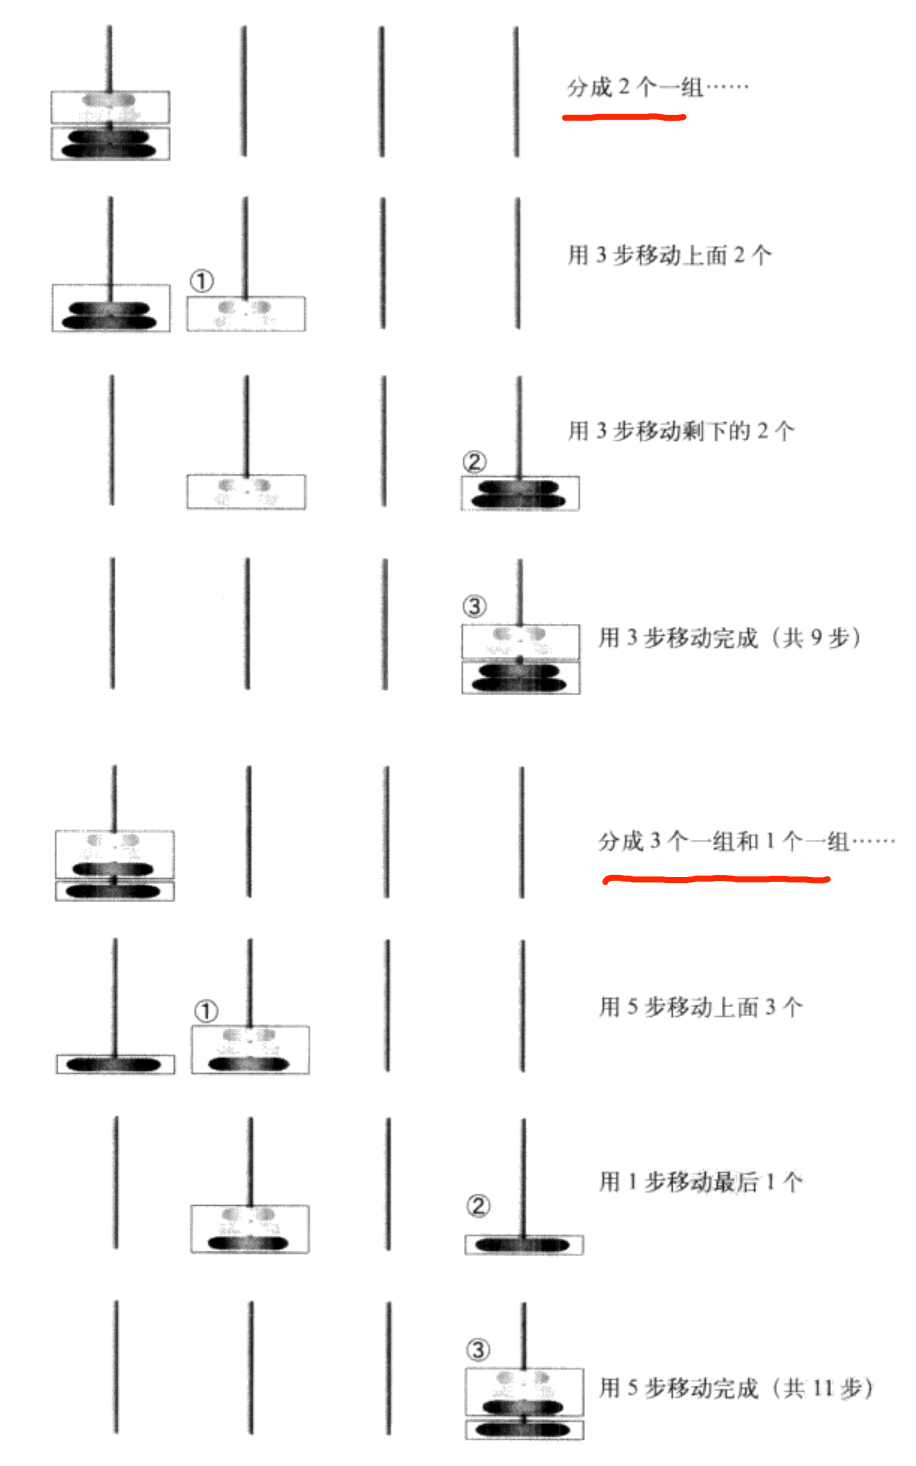 分成 2 个一组……
用 3 步移动上面 2 个
①
用 3 步移动剩下的 2 个
②
③
用 3 步移动完成（共 9 步）
分成 3 个一组和 1 个一组……
用 5 步移动上面 3 个
①
用 1 步移动最后 1 个
②
③
用 5 步移动完成（共 11 步）